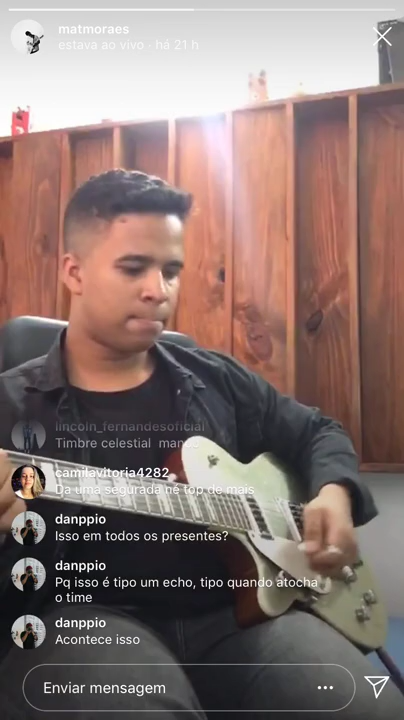 matmoraes
estava ao vivo · há 21 h
lincoln_fernandesoficial
Timbre celestial mano
camilavitoria4282
Da uma segurada né top de mais
danppio
Isso em todos os presentes?
danppio
Pq isso é tipo um echo, tipo quando atocha
o time
danppio
Acontece isso
Enviar mensagem